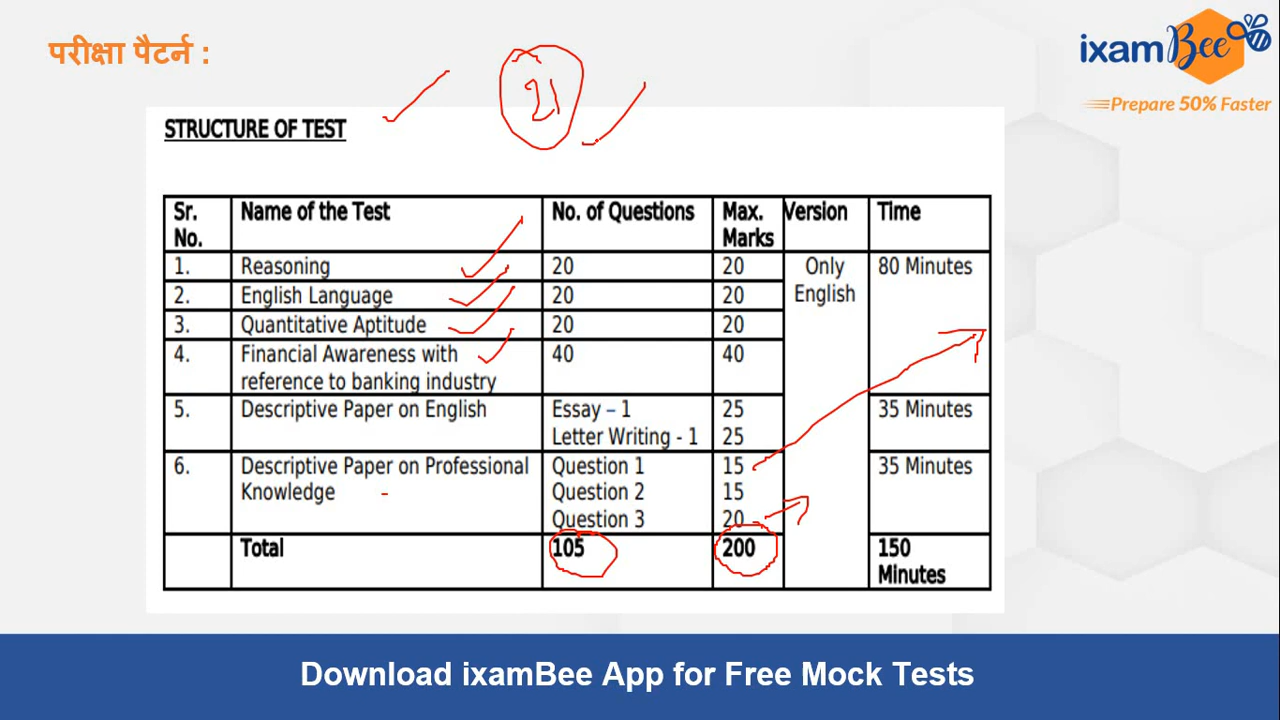 परीक्षा पैटर्न :
ixamBee
Prepare 50% Faster
21
STRUCTURE OF TEST
Sr. No. Name of the Test No. of Questions Max. Marks Version Time
1. Reasoning 20 20 Only English 80 Minutes
2. English Language 20 20
3. Quantitative Aptitude 20 20
4. Financial Awareness with reference to banking industry 40 40
5. Descriptive Paper on English Essay – 1 25 35 Minutes
Letter Writing - 1 25
6. Descriptive Paper on Professional Knowledge Question 1 15 35 Minutes
Question 2 15
Question 3 20
Total 105 200 150 Minutes
Download ixamBee App for Free Mock Tests